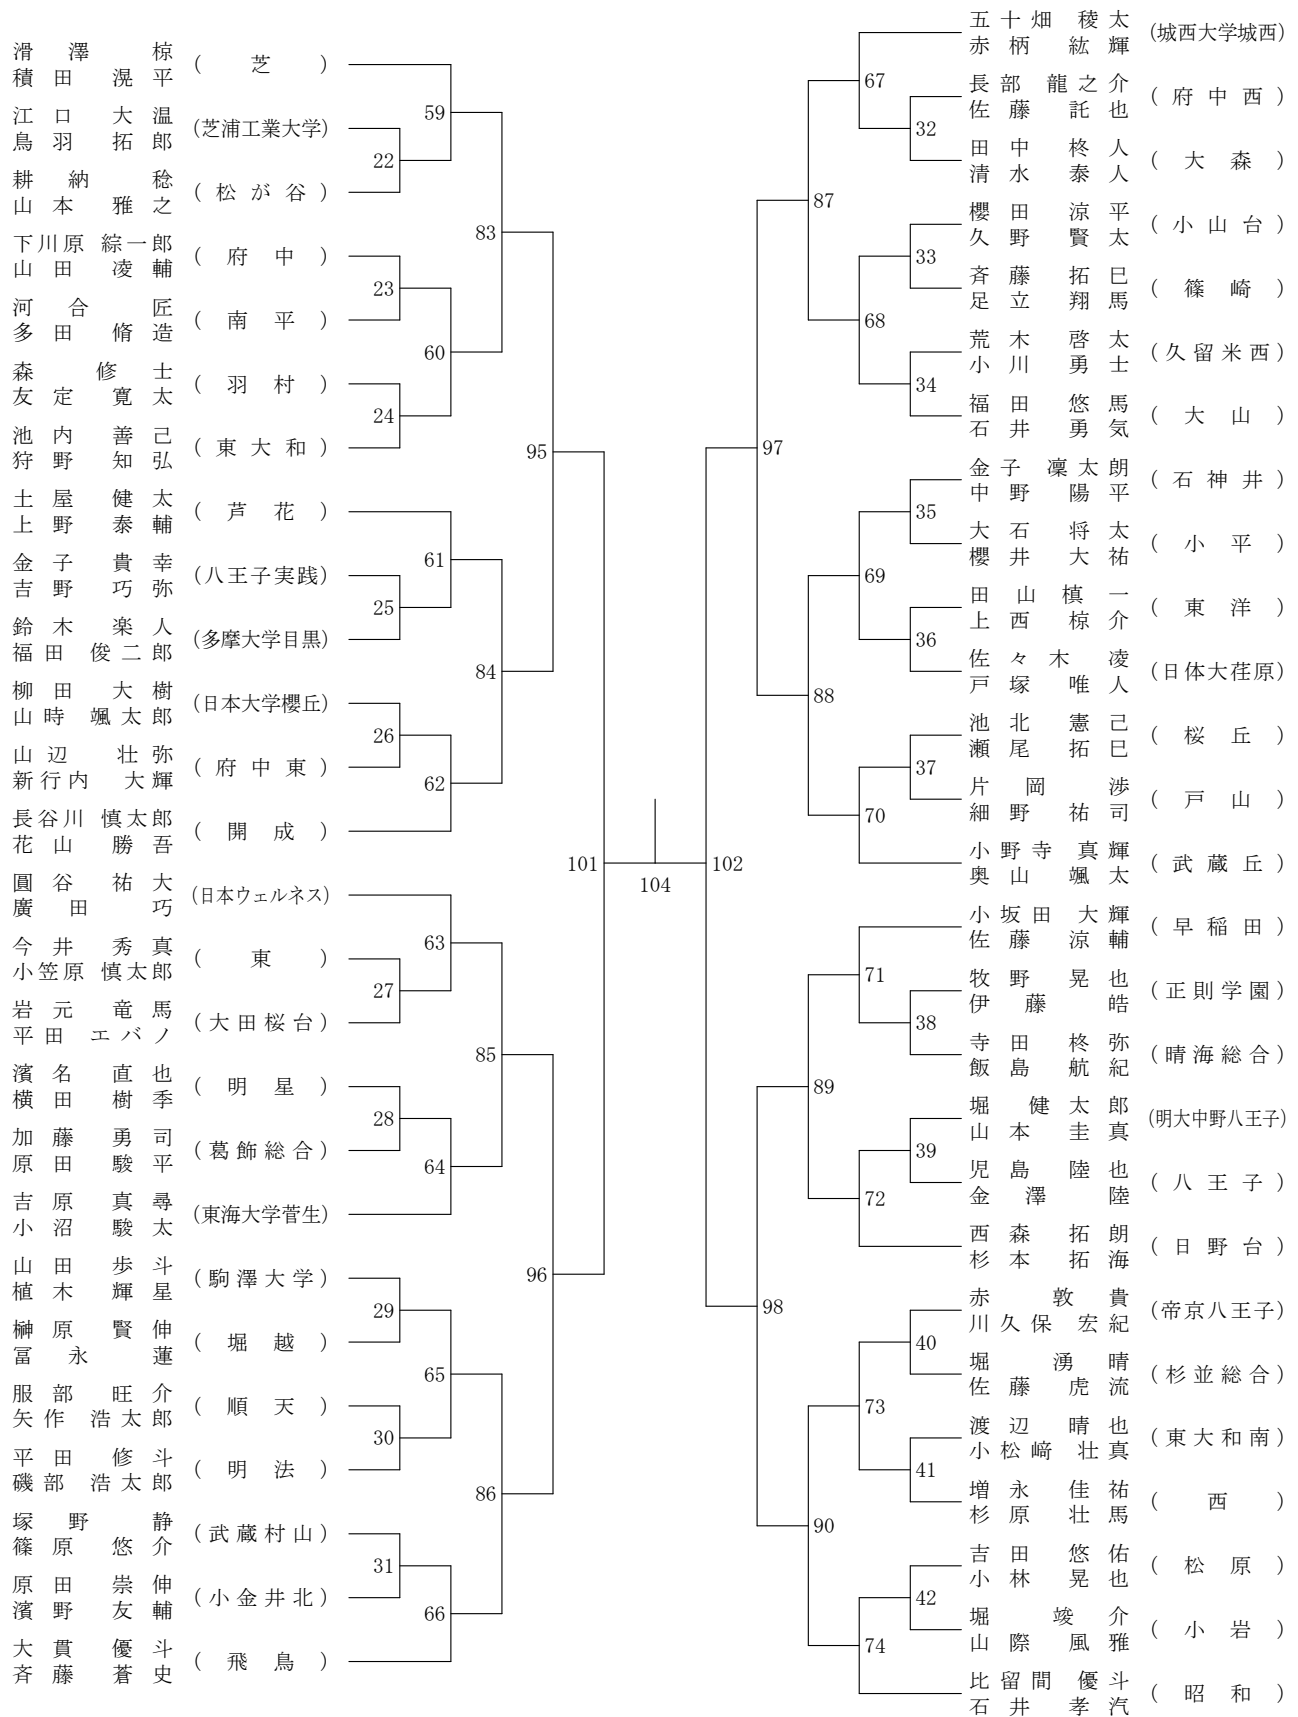 滑澤 椋
積田 滉平
(芝)
江口 大温
鳥羽 拓郎
(芝浦工業大学)
耕納 稔
山本 雅之
(松が谷)
下川原 綜一郎
山田 凌輔
(府中)
河合 匠
多田 脩造
(南平)
森 修士
友定 寛太
(羽村)
池内 善己
狩野 知弘
(東大和)
土屋 健太
上野 泰輔
(芦花)
金子 貴幸
吉野 巧弥
(八王子実践)
鈴木 楽人
福田 俊二郎
(多摩大学目黒)
柳田 大樹
山時 颯太郎
(日本大学櫻丘)
山辺 壮弥
新行内 大輝
(府中東)
長谷川 慎太郎
花山 勝吾
(開成)
圓谷 祐大
廣田 巧
(日本ウェルネス)
今井 秀真
小笠原 慎太郎
(東)
岩元 竜馬
平田 エバノ
(大田桜台)
濱名 直也
横田 樹季
(明星)
加藤 勇司
原田 駿平
(葛飾総合)
吉原 真尋
小沼 駿太
(東海大学菅生)
山田 歩斗
植木 輝星
(駒澤大学)
榊原 賢伸
冨永 蓮
(堀越)
服部 旺介
矢作 浩太郎
(順天)
平田 修斗
磯部 浩太郎
(明法)
塚野 静
篠原 悠介
(武蔵村山)
原田 崇伸
濱野 友輔
(小金井北)
大貫 優斗
斉藤 蒼史
(飛鳥)
59
22
83
23
60
24
95
61
25
84
26
62
101
63
27
85
28
64
96
29
65
30
86
31
66
104
102
67
32
87
33
68
34
97
35
69
36
88
37
70
71
38
89
39
72
98
40
73
41
90
42
74
五十畑 稜太
赤柄 紘輝
(城西大学城西)
長部 龍之介
佐藤 託也
(府中西)
田中 柊人
清水 泰人
(大森)
櫻田 涼平
久野 賢太
(小山台)
斉藤 拓巳
足立 翔馬
(篠崎)
荒木 啓太
小川 勇士
(久留米西)
福田 悠馬
石井 勇気
(大山)
金子 凜太朗
中野 陽平
(石神井)
大石 将太
櫻井 大祐
(小平)
田山 槙一
上西 椋介
(東洋)
佐々木 凌
戸塚 唯人
(日体大荏原)
池北 憲己
瀬尾 拓巳
(桜丘)
片岡 渉
細野 祐司
(戸山)
小野寺 真輝
奥山 颯太
(武蔵丘)
小坂田 大輝
佐藤 涼輔
(早稲田)
牧野 晃也
伊藤 皓
(正則学園)
寺田 柊弥
飯島 航紀
(晴海総合)
堀 健太郎
山本 圭真
(明大中野八王子)
児島 陸也
金澤 陸
(八王子)
西森 拓朗
杉本 拓海
(日野台)
赤 敦貴
川久保 宏紀
(帝京八王子)
堀 湧晴
佐藤 虎流
(杉並総合)
渡辺 晴也
小松﨑 壮真
(東大和南)
増永 佳祐
杉原 壮馬
(西)
吉田 悠佑
小林 晃也
(松原)
堀 竣介
山際 風雅
(小岩)
比留間 優斗
石井 孝汽
(昭和)